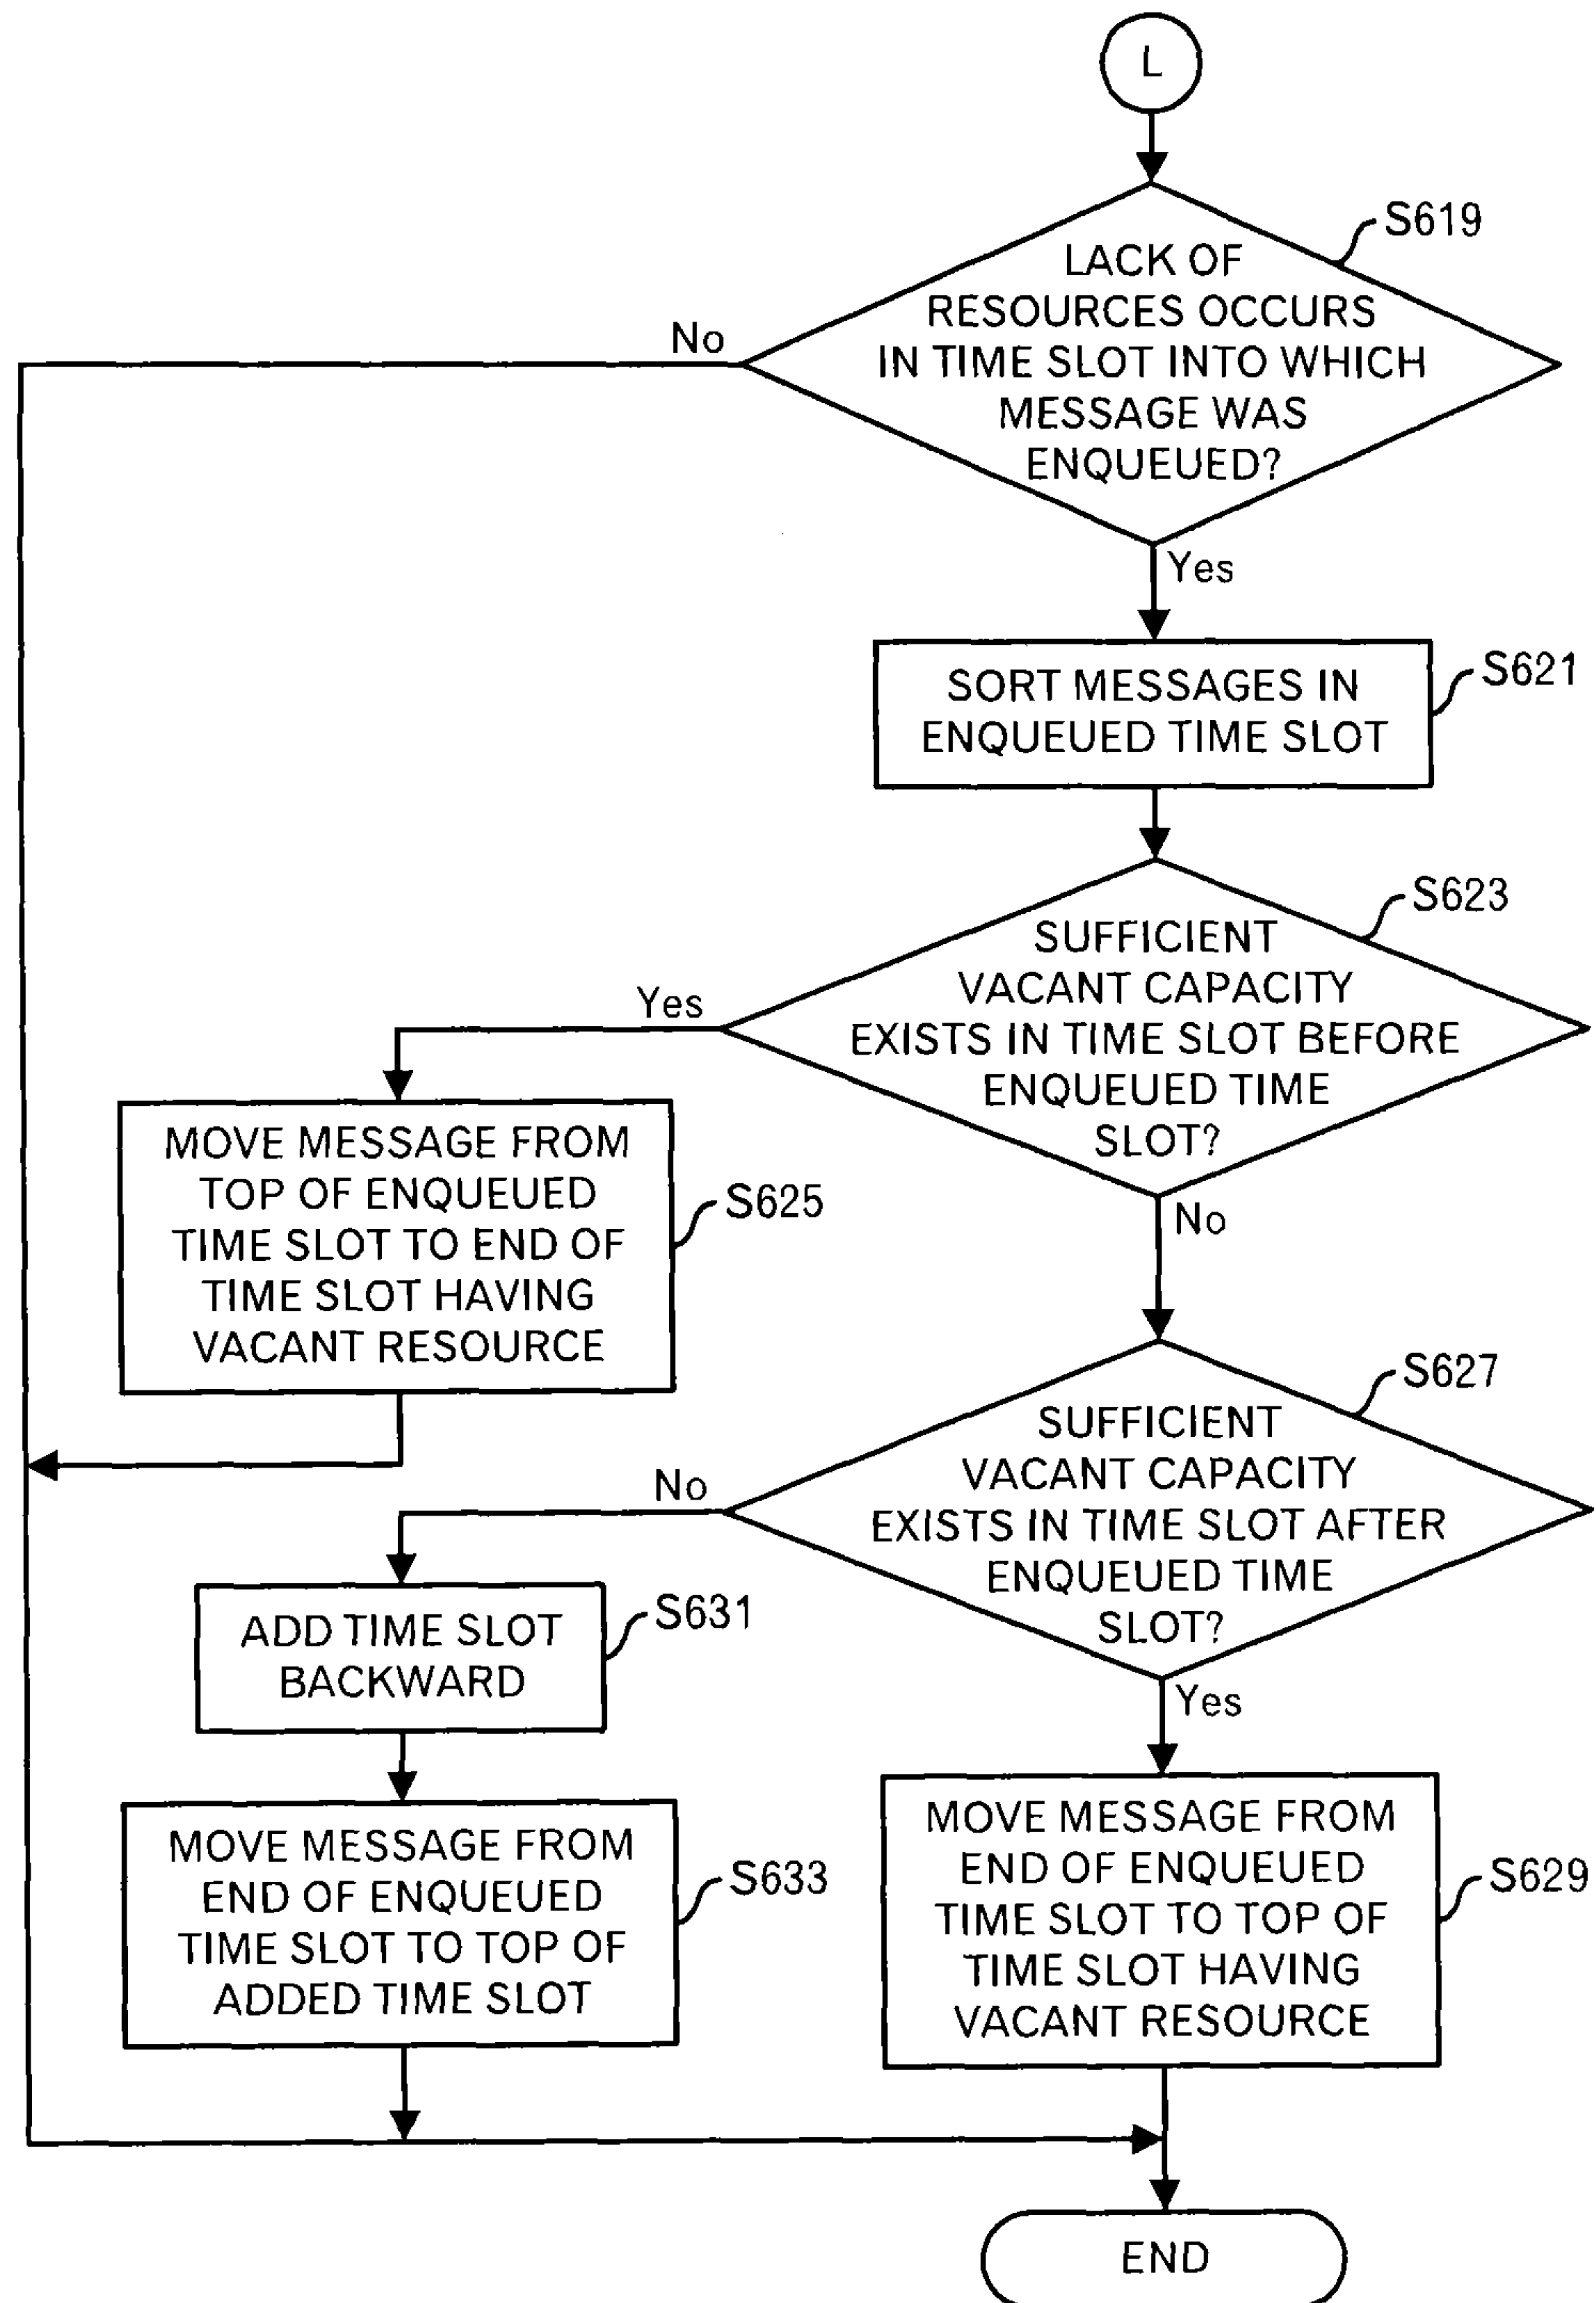 L
S619
LACK OF
RESOURCES OCCURS
IN TIME SLOT INTO WHICH
MESSAGE WAS
ENQUEUED?
No
Yes
SORT MESSAGES IN
ENQUEUED TIME SLOT
S621
S623
SUFFICIENT
VACANT CAPACITY
EXISTS IN TIME SLOT BEFORE
ENQUEUED TIME
SLOT?
Yes
No
MOVE MESSAGE FROM
TOP OF ENQUEUED
TIME SLOT TO END OF
TIME SLOT HAVING
VACANT RESOURCE
S625
S627
SUFFICIENT
VACANT CAPACITY
EXISTS IN TIME SLOT AFTER
ENQUEUED TIME
SLOT?
No
Yes
ADD TIME SLOT
BACKWARD
S631
MOVE MESSAGE FROM
END OF ENQUEUED
TIME SLOT TO TOP OF
ADDED TIME SLOT
S633
MOVE MESSAGE FROM
END OF ENQUEUED
TIME SLOT TO TOP OF
TIME SLOT HAVING
VACANT RESOURCE
S629
END